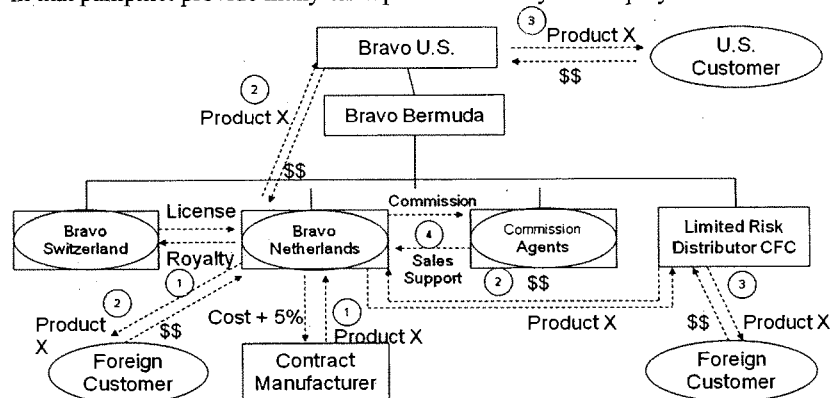 in that pamphlet provide many
3
Bravo U.S.
Product X
U.S.
Customer
$$
2
Product X
Bravo Bermuda
$$
Commission
License
Bravo
Switzerland
Bravo
Netherlands
4
Commission
Agents
Limited Risk
Distributor CFC
Royalty
Sales
Support
1
2
$$
2
3
Product
X
$$
Cost + 5%
1
Product X
Product X
$$
Product X
Foreign
Customer
Contract
Manufacturer
Foreign
Customer